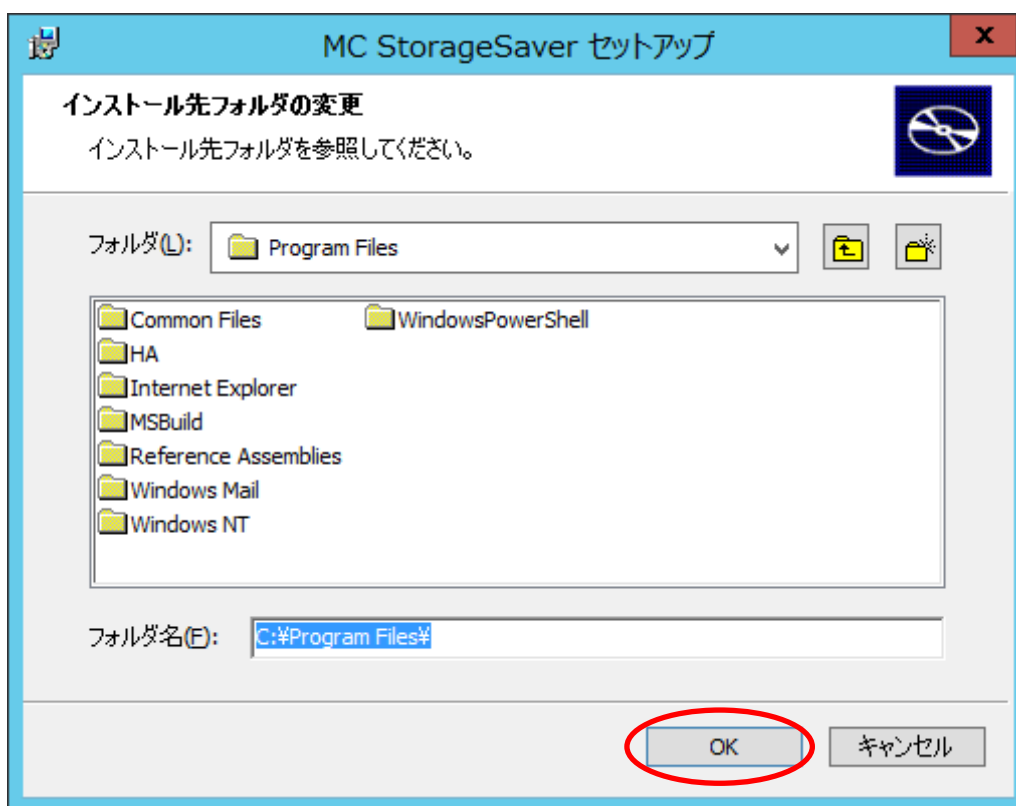 MC StorageSaver セットアップ
インストール先フォルダの変更
インストール先フォルダを参照してください。
フォルダ(L): Program Files
Common Files WindowsPowerShell
HA
Internet Explorer
MSBuild
Reference Assemblies
Windows Mail
Windows NT
フォルダ名(F): C:¥Program Files¥
OK キャンセル